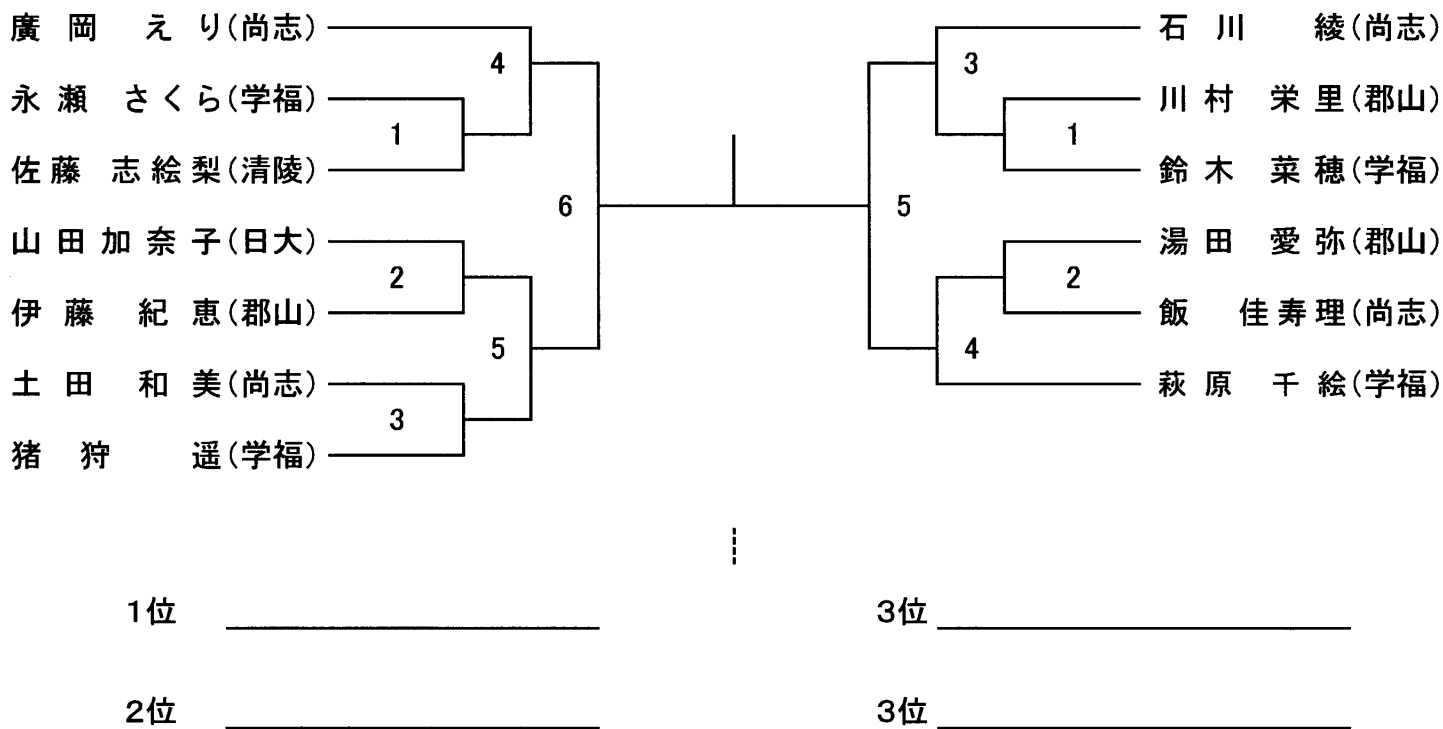 廣岡 えり(尚志)
永瀬 さくら(学福)
佐藤 志絵梨(清陵)
山田加奈子(日大)
伊藤 紀恵(郡山)
土田 和美(尚志)
猪狩 遥(学福)
4
1
6
2
5
3
石川 綾(尚志)
川村 栄里(郡山)
鈴木 菜穂(学福)
湯田 愛弥(郡山)
飯 佳寿理(尚志)
萩原 千絵(学福)
3
1
5
2
4
1位
3位
2位
3位